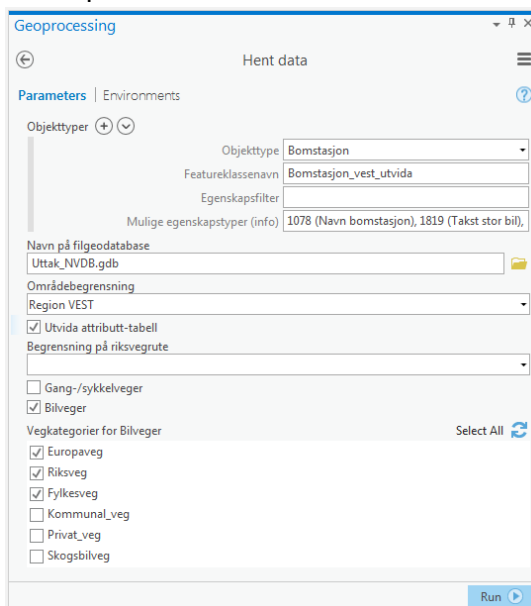 Geoprocessing
Hent data
Parameters | Environments
Objekttyper
Objekttype Bomstasjon
Featureklassenavn Bomstasjon_vest_utvida
Egenskapsfilter
Mulige egenskapstyper (info) 1078 (Navn bomstasjon), 1819 (Takst stor bil),
Navn på filgeodatabase
Uttak_NVDB.gdb
Områdebegrensning
Region VEST
Utvida attributt-tabell
Begrensning på riksvegrute
Gang-/sykkelveger
Bilveger
Vegkategorier for Bilveger Select All
Europaveg
Riksveg
Fylkesveg
Kommunal_veg
Privat_veg
Skogsbilveg
Run